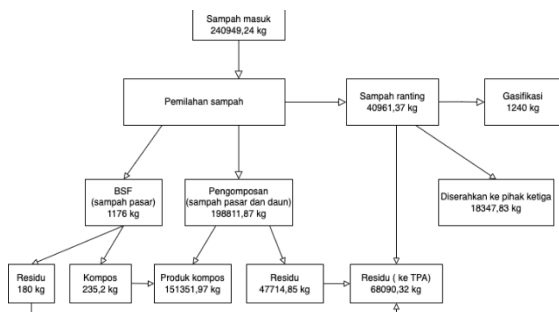 Sampah masuk
240949,24 kg
Pemilahan sampah
Sampah ranting
40961,37 kg
Gasifikasi
1240 kg
BSF
(sampah pasar)
1176 kg
Pengomposan
(sampah pasar dan daun)
198811,87 kg
Diserahkan ke pihak ketiga
18347,83 kg
Residu
180 kg
Kompos
235,2 kg
Produk kompos
151351,97 kg
Residu
47714,85 kg
Residu ( ke TPA)
68090,32 kg